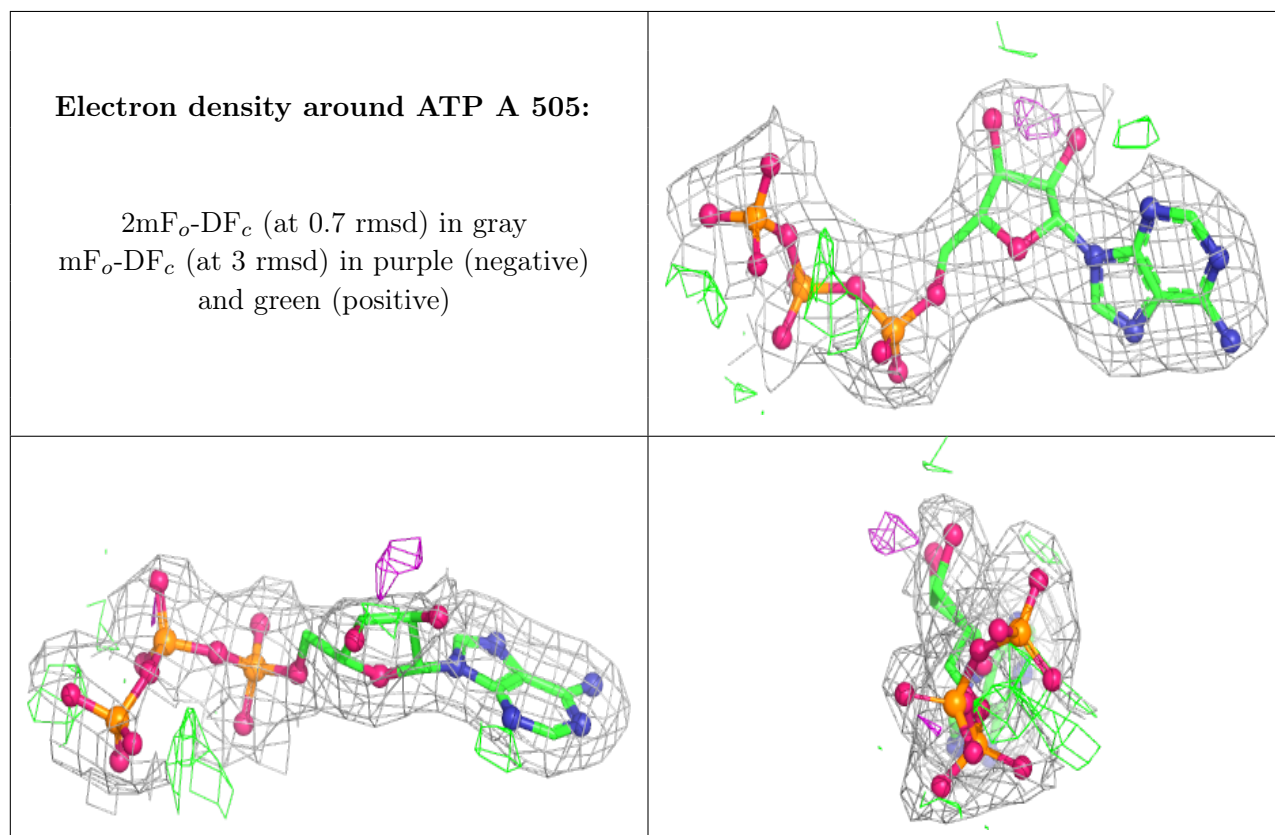 Electron density around ATP A 505:
2mFo-DFc (at 0.7 rmsd) in gray
mFo-DFc (at 3 rmsd) in purple (negative)
and green (positive)